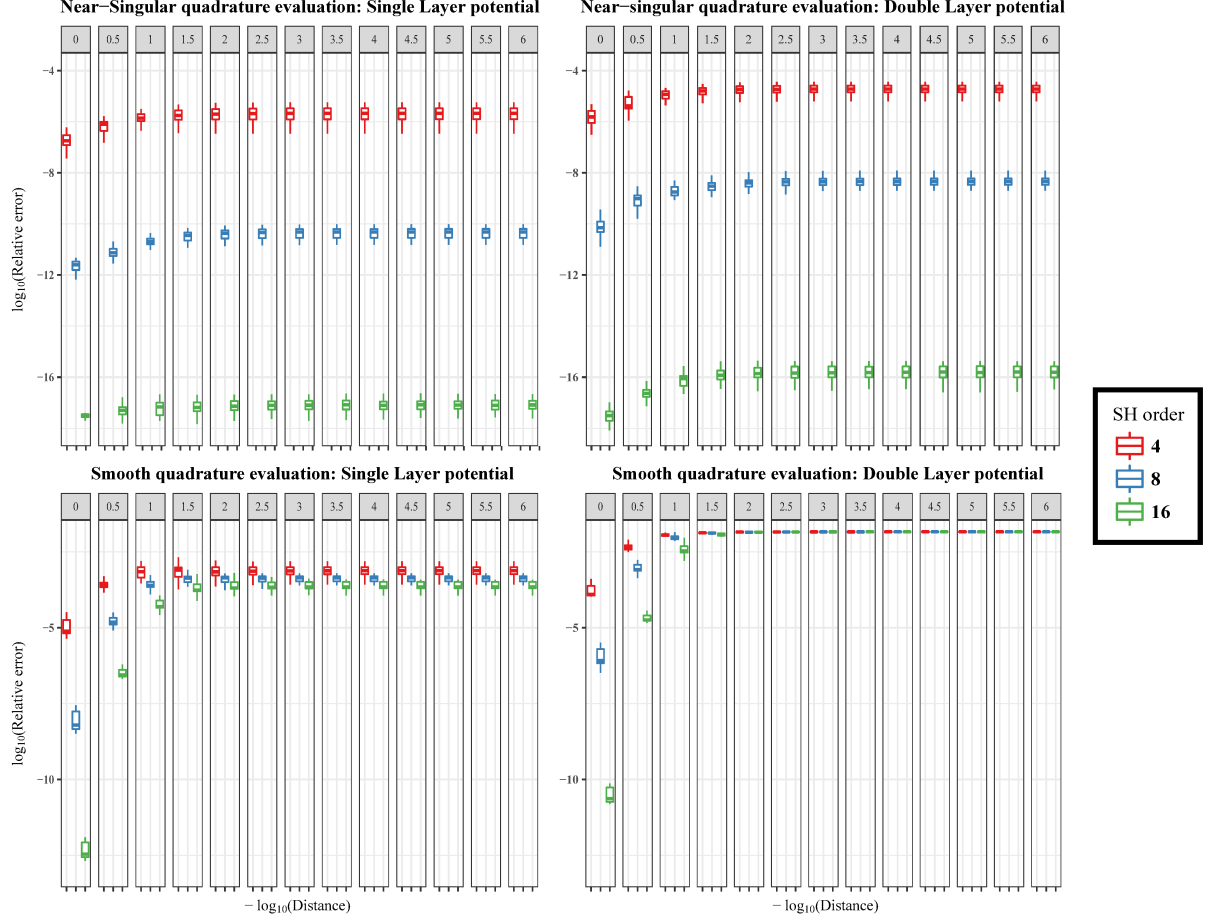 Near−Singular quadrature evaluation: Single Layer potential
0 0.5 1 1.5 2 2.5 3 3.5 4 4.5 5 5.5 6
−4
−8
−12
−16
log10(Relative error)
Near−singular quadrature evaluation: Double Layer potential
0 0.5 1 1.5 2 2.5 3 3.5 4 4.5 5 5.5 6
−4
−8
−12
−16
Smooth quadrature evaluation: Single Layer potential
0 0.5 1 1.5 2 2.5 3 3.5 4 4.5 5 5.5 6
−5
−10
log10(Relative error)
− log10(Distance)
Smooth quadrature evaluation: Double Layer potential
0 0.5 1 1.5 2 2.5 3 3.5 4 4.5 5 5.5 6
−5
−10
− log10(Distance)
SH order
4
8
16